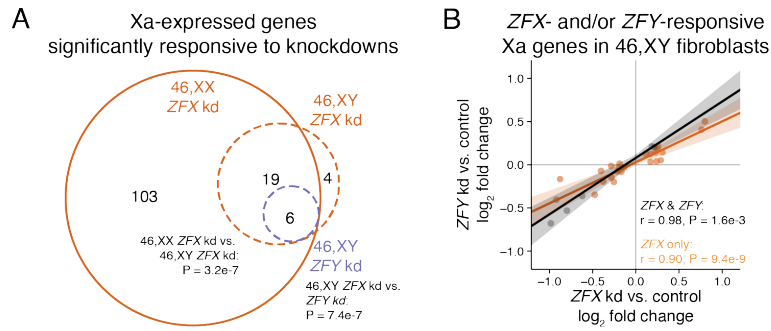 A
Xa-expressed genes
significantly responsive to knockdowns
46,XX
ZFX kd
46,XY
ZFX kd
103
19
4
6
46,XX ZFX kd vs.
46,XY ZFX kd:
P = 3.2e-7
46,XY
ZFY kd
46,XY ZFX kd vs.
ZFY kd:
P = 7.4e-7
B
ZFX- and/or ZFY-responsive
Xa genes in 46,XY fibroblasts
ZFY kd vs. control
log2 fold change
1.0
0.5
0.0
−0.5
−1.0
ZFX & ZFY:
r = 0.98, P = 1.6e-3
ZFX only:
r = 0.90, P = 9.4e-9
−1.0 −0.5 0.0 0.5 1.0
ZFX kd vs. control
log2 fold change